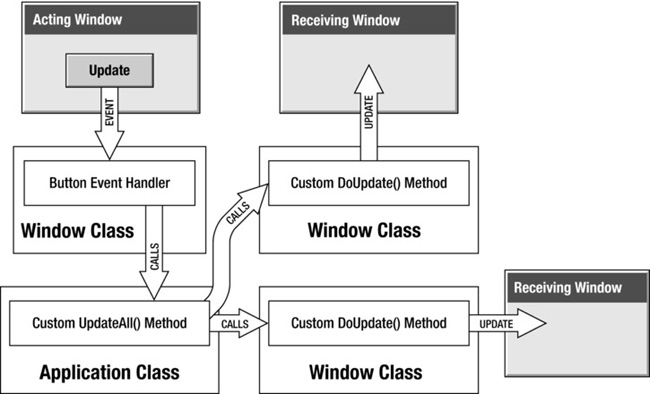 Acting Window
Update
EVENT
Button Event Handler
Window Class
CALLS
Custom UpdateAll() Method
Application Class
CALLS
CALLS
Receiving Window
UPDATE
Custom DoUpdate() Method
Window Class
Custom DoUpdate() Method
Window Class
UPDATE
Receiving Window